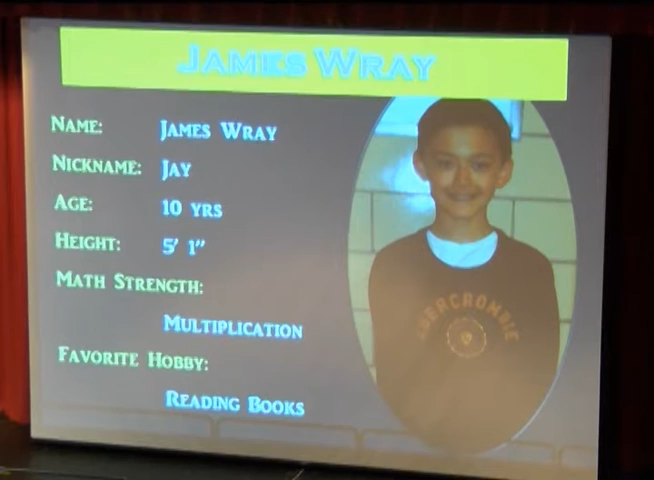 JAMES WRAY
NAME: JAMES WRAY
NICKNAME: JAY
AGE: 10 YRS
HEIGHT: 5' 1"
MATH STRENGTH:
MULTIPLICATION
FAVORITE HOBBY:
READING BOOKS
ABERCROMBIE